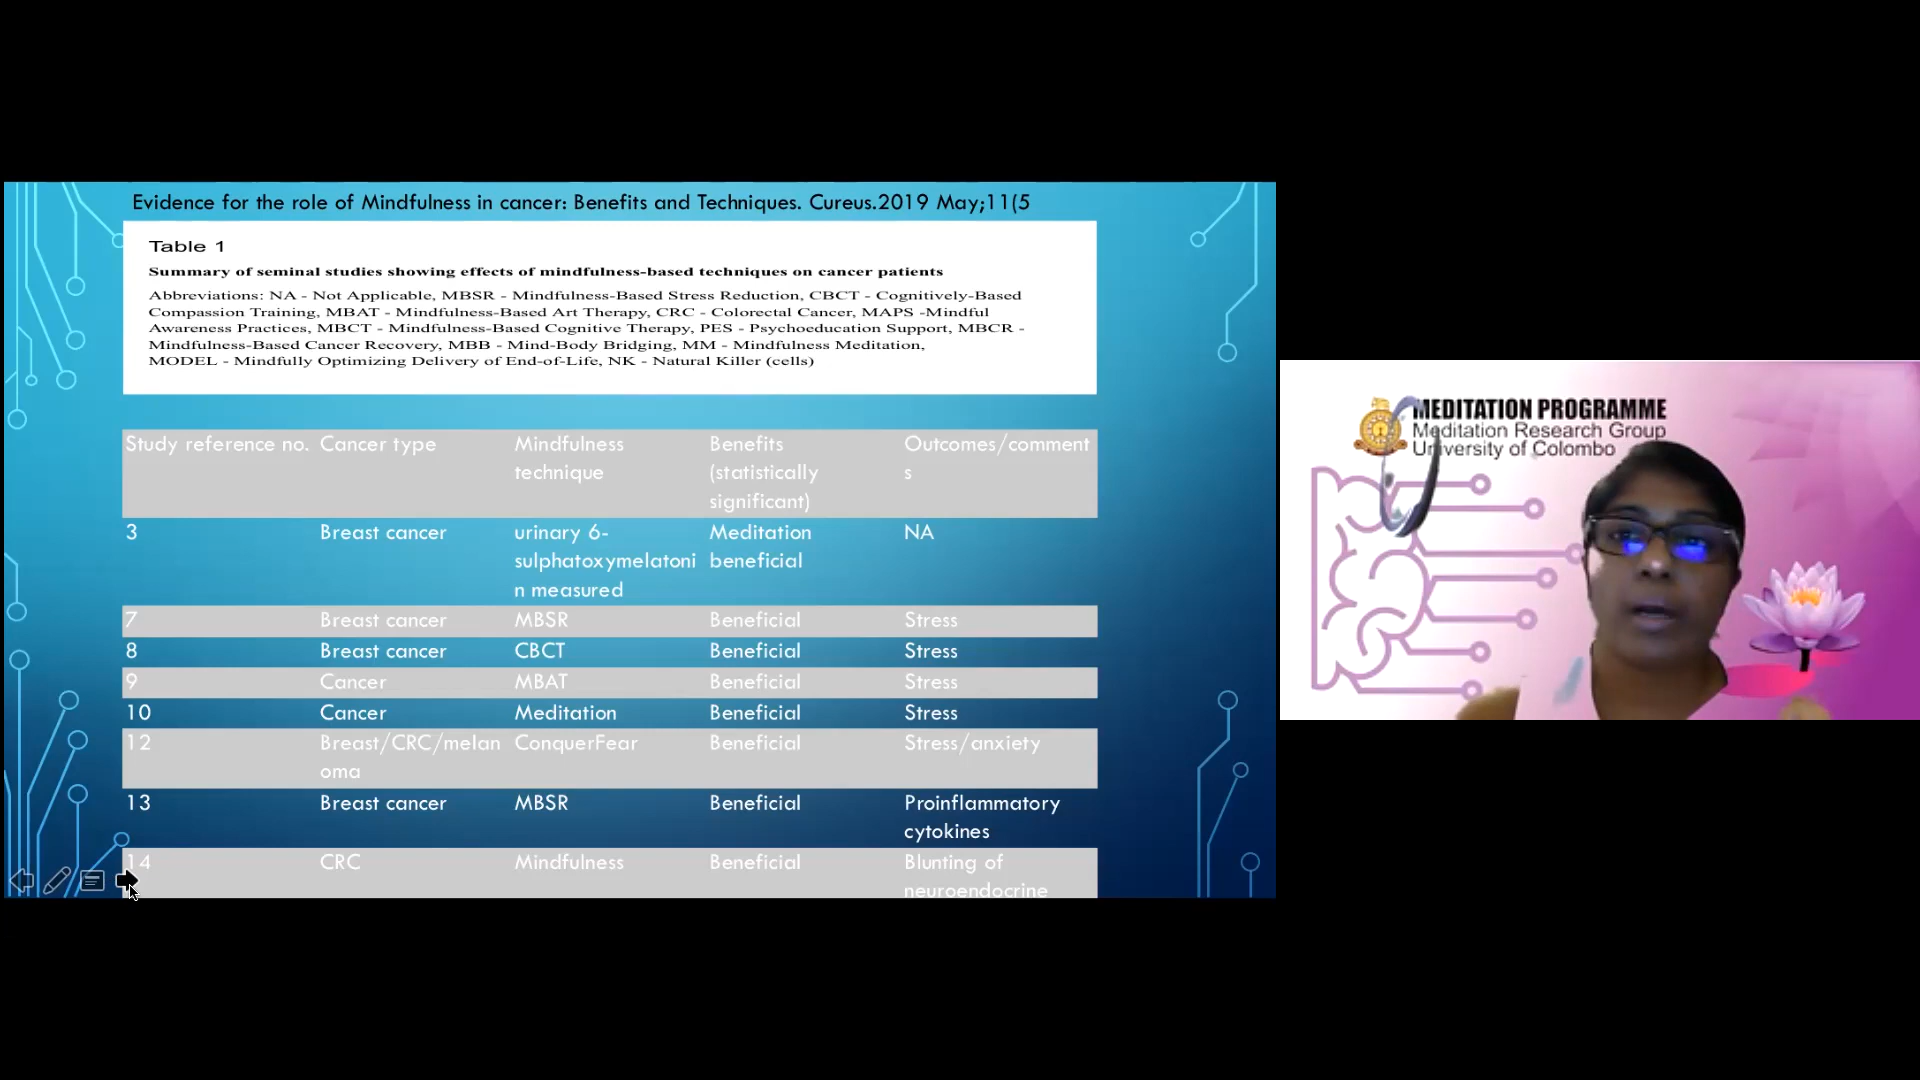 Evidence for the role of Mindfulness in cancer: Benefits and Techniques. Cureus.2019 May;11(5
Table 1
Summary of seminal studies showing effects of mindfulness-based techniques on cancer patients
Abbreviations: NA - Not Applicable, MBSR - Mindfulness-Based Stress Reduction, CBCT - Cognitively-Based
Compassion Training, MBAT - Mindfulness-Based Art Therapy, CRC - Colorectal Cancer, MAPS -Mindful
Awareness Practices, MBCT - Mindfulness-Based Cognitive Therapy, PES - Psychoeducation Support, MBCR -
Mindfulness-Based Cancer Recovery, MBB - Mind-Body Bridging, MM - Mindfulness Meditation,
MODEL - Mindfully Optimizing Delivery of End-of-Life, NK - Natural Killer (cells)
Study reference no. Cancer type Mindfulness Benefits Outcomes/comment
technique (statistically s
significant)
3 Breast cancer urinary 6- Meditation NA
sulphatoxymelatoni beneficial
n measured
7 Breast cancer MBSR Beneficial Stress
8 Breast cancer CBCT Beneficial Stress
9 Cancer MBAT Beneficial Stress
10 Cancer Meditation Beneficial Stress
12 Breast/CRC/melan ConquerFear Beneficial Stress/anxiety
oma
13 Breast cancer MBSR Beneficial Proinflammatory
cytokines
14 CRC Mindfulness Beneficial Blunting of
neuroendocrine
MEDITATION PROGRAMME
Meditation Research Group
University of Colombo